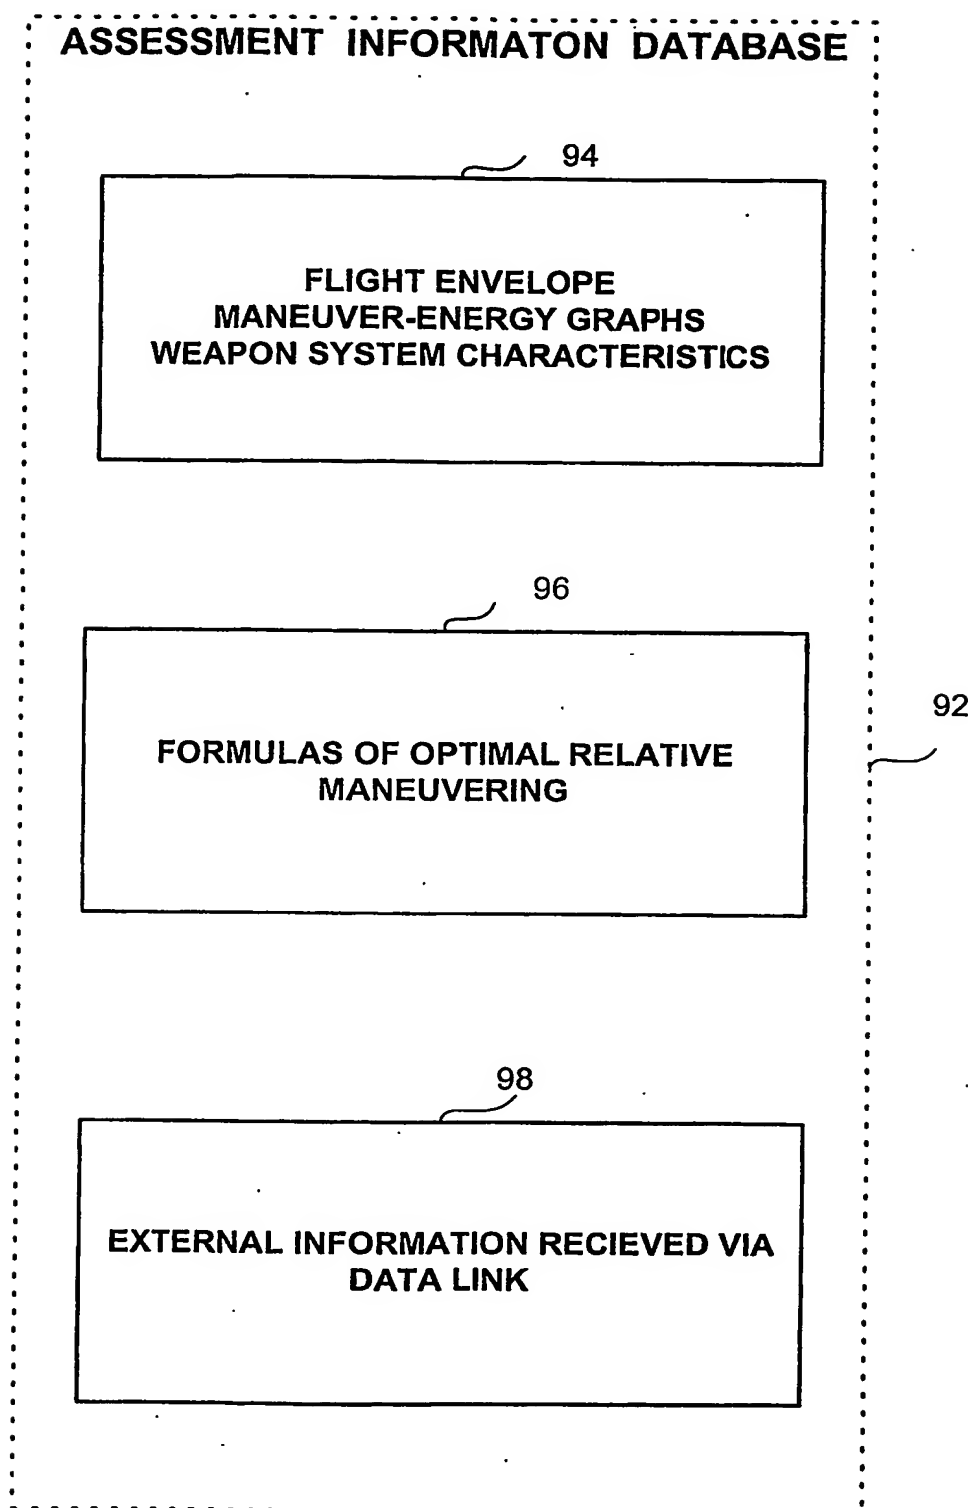 ASSESSMENT INFORMATON DATABASE
94
FLIGHT ENVELOPE
MANEUVER-ENERGY GRAPHS
WEAPON SYSTEM CHARACTERISTICS
96
FORMULAS OF OPTIMAL RELATIVE
MANEUVERING
92
98
EXTERNAL INFORMATION RECIEVED VIA
DATA LINK